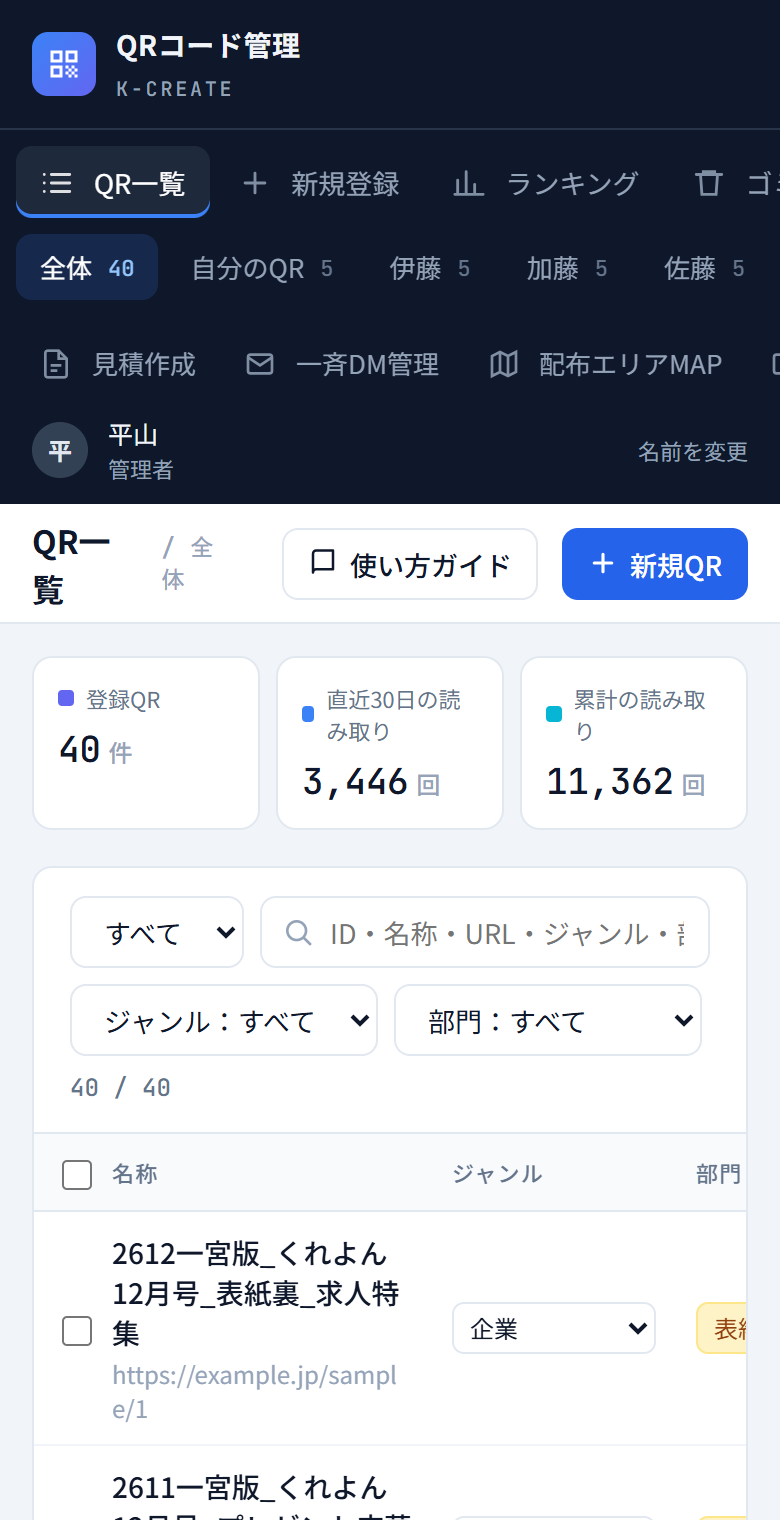 QRコード管理
K-CREATE
QR一覧 新規登録 ランキング
全体 40 自分のQR 5 伊藤 5 加藤 5 佐藤 5
見積作成 一斉DM管理 配布エリアMAP
平 平山
管理者
名前を変更
QR一
覧
/ 全
体
使い方ガイド
+ 新規QR
登録QR
40 件
直近30日の読
み取り
3,446 回
累計の読み取
り
11,362 回
すべて
ID・名称・URL・ジャンル・
ジャンル：すべて 部門：すべて
40 / 40
名称 ジャンル 部門
2612一宮版_くれよん
12月号_表紙裏_求人特
集
https://example.jp/sampl
e/1
企業
表
2611一宮版_くれよん